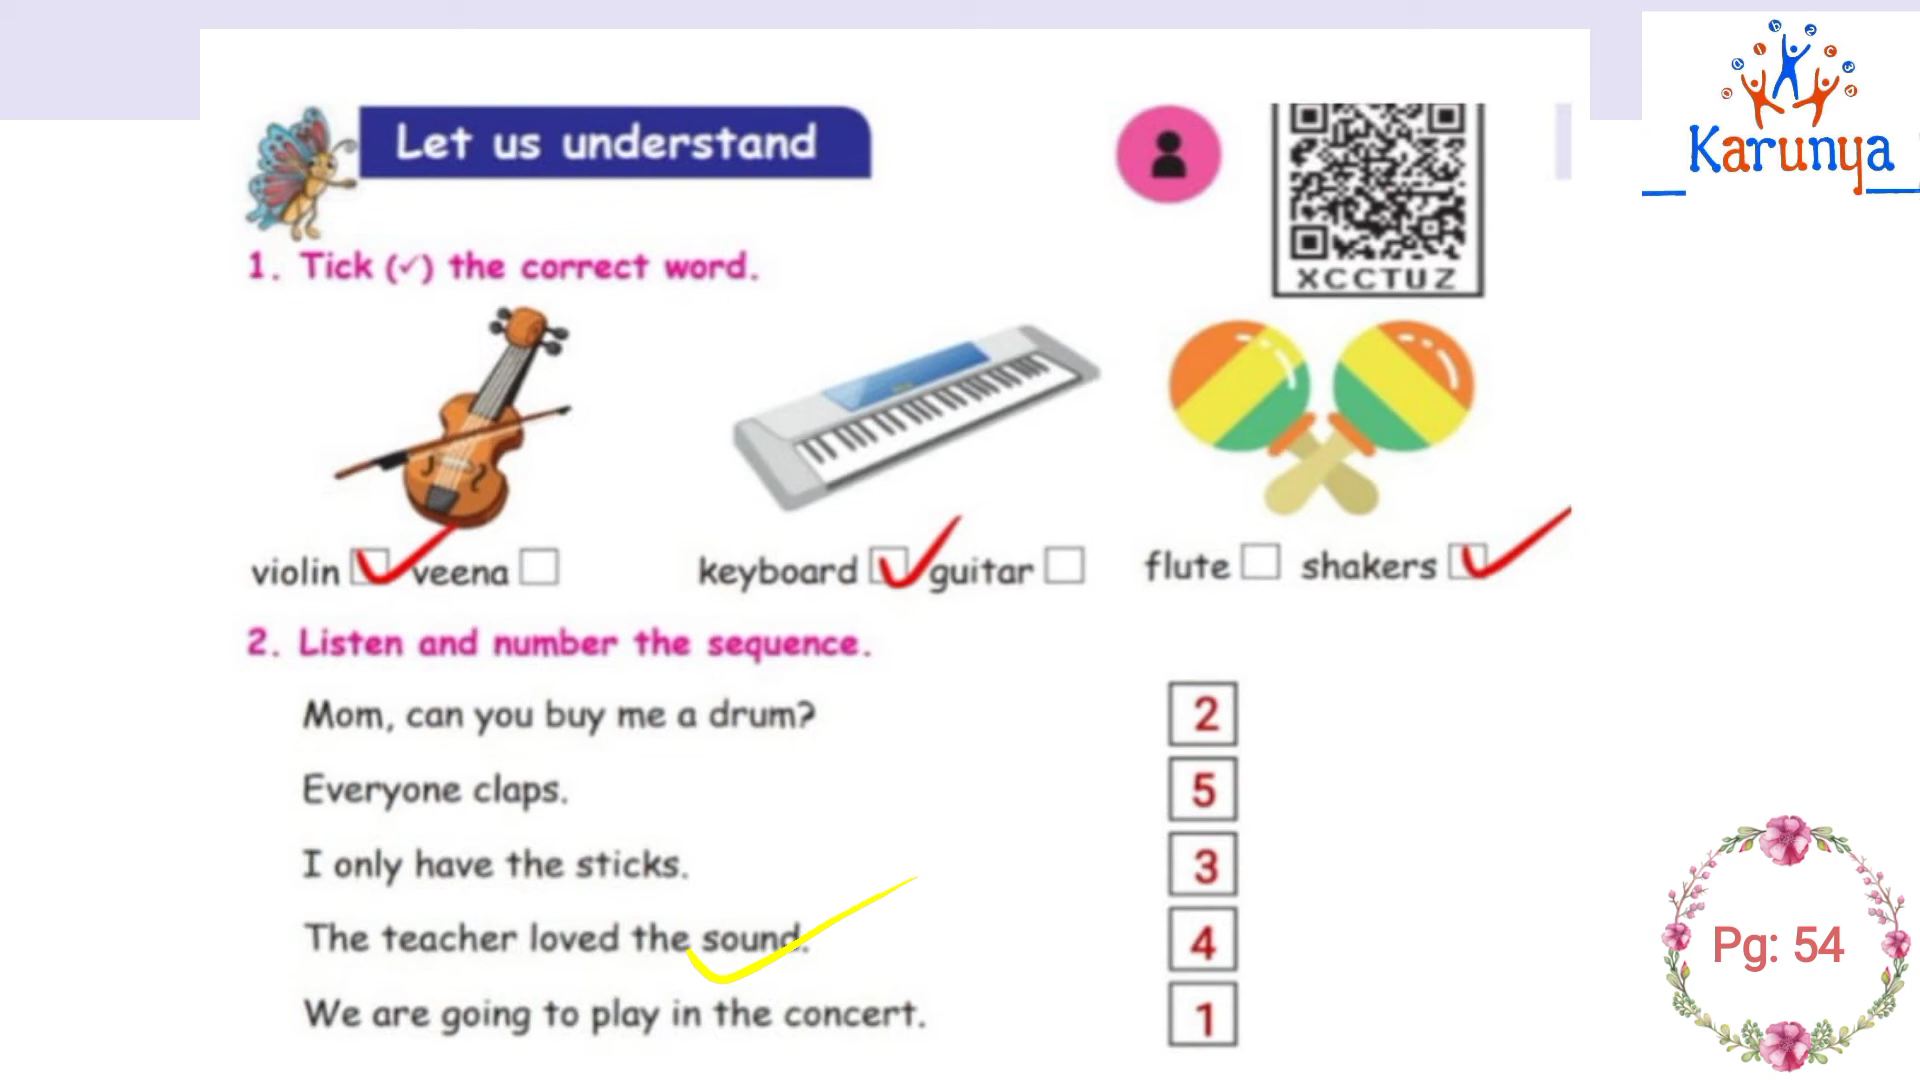 Karunya
Let us understand
XCCTUZ
1. Tick (✓) the correct word.
violin veena keyboard guitar flute shakers
2. Listen and number the sequence.
Mom, can you buy me a drum? 2
Everyone claps. 5
I only have the sticks. 3
The teacher loved the sound. 4
We are going to play in the concert. 1
Pg: 54